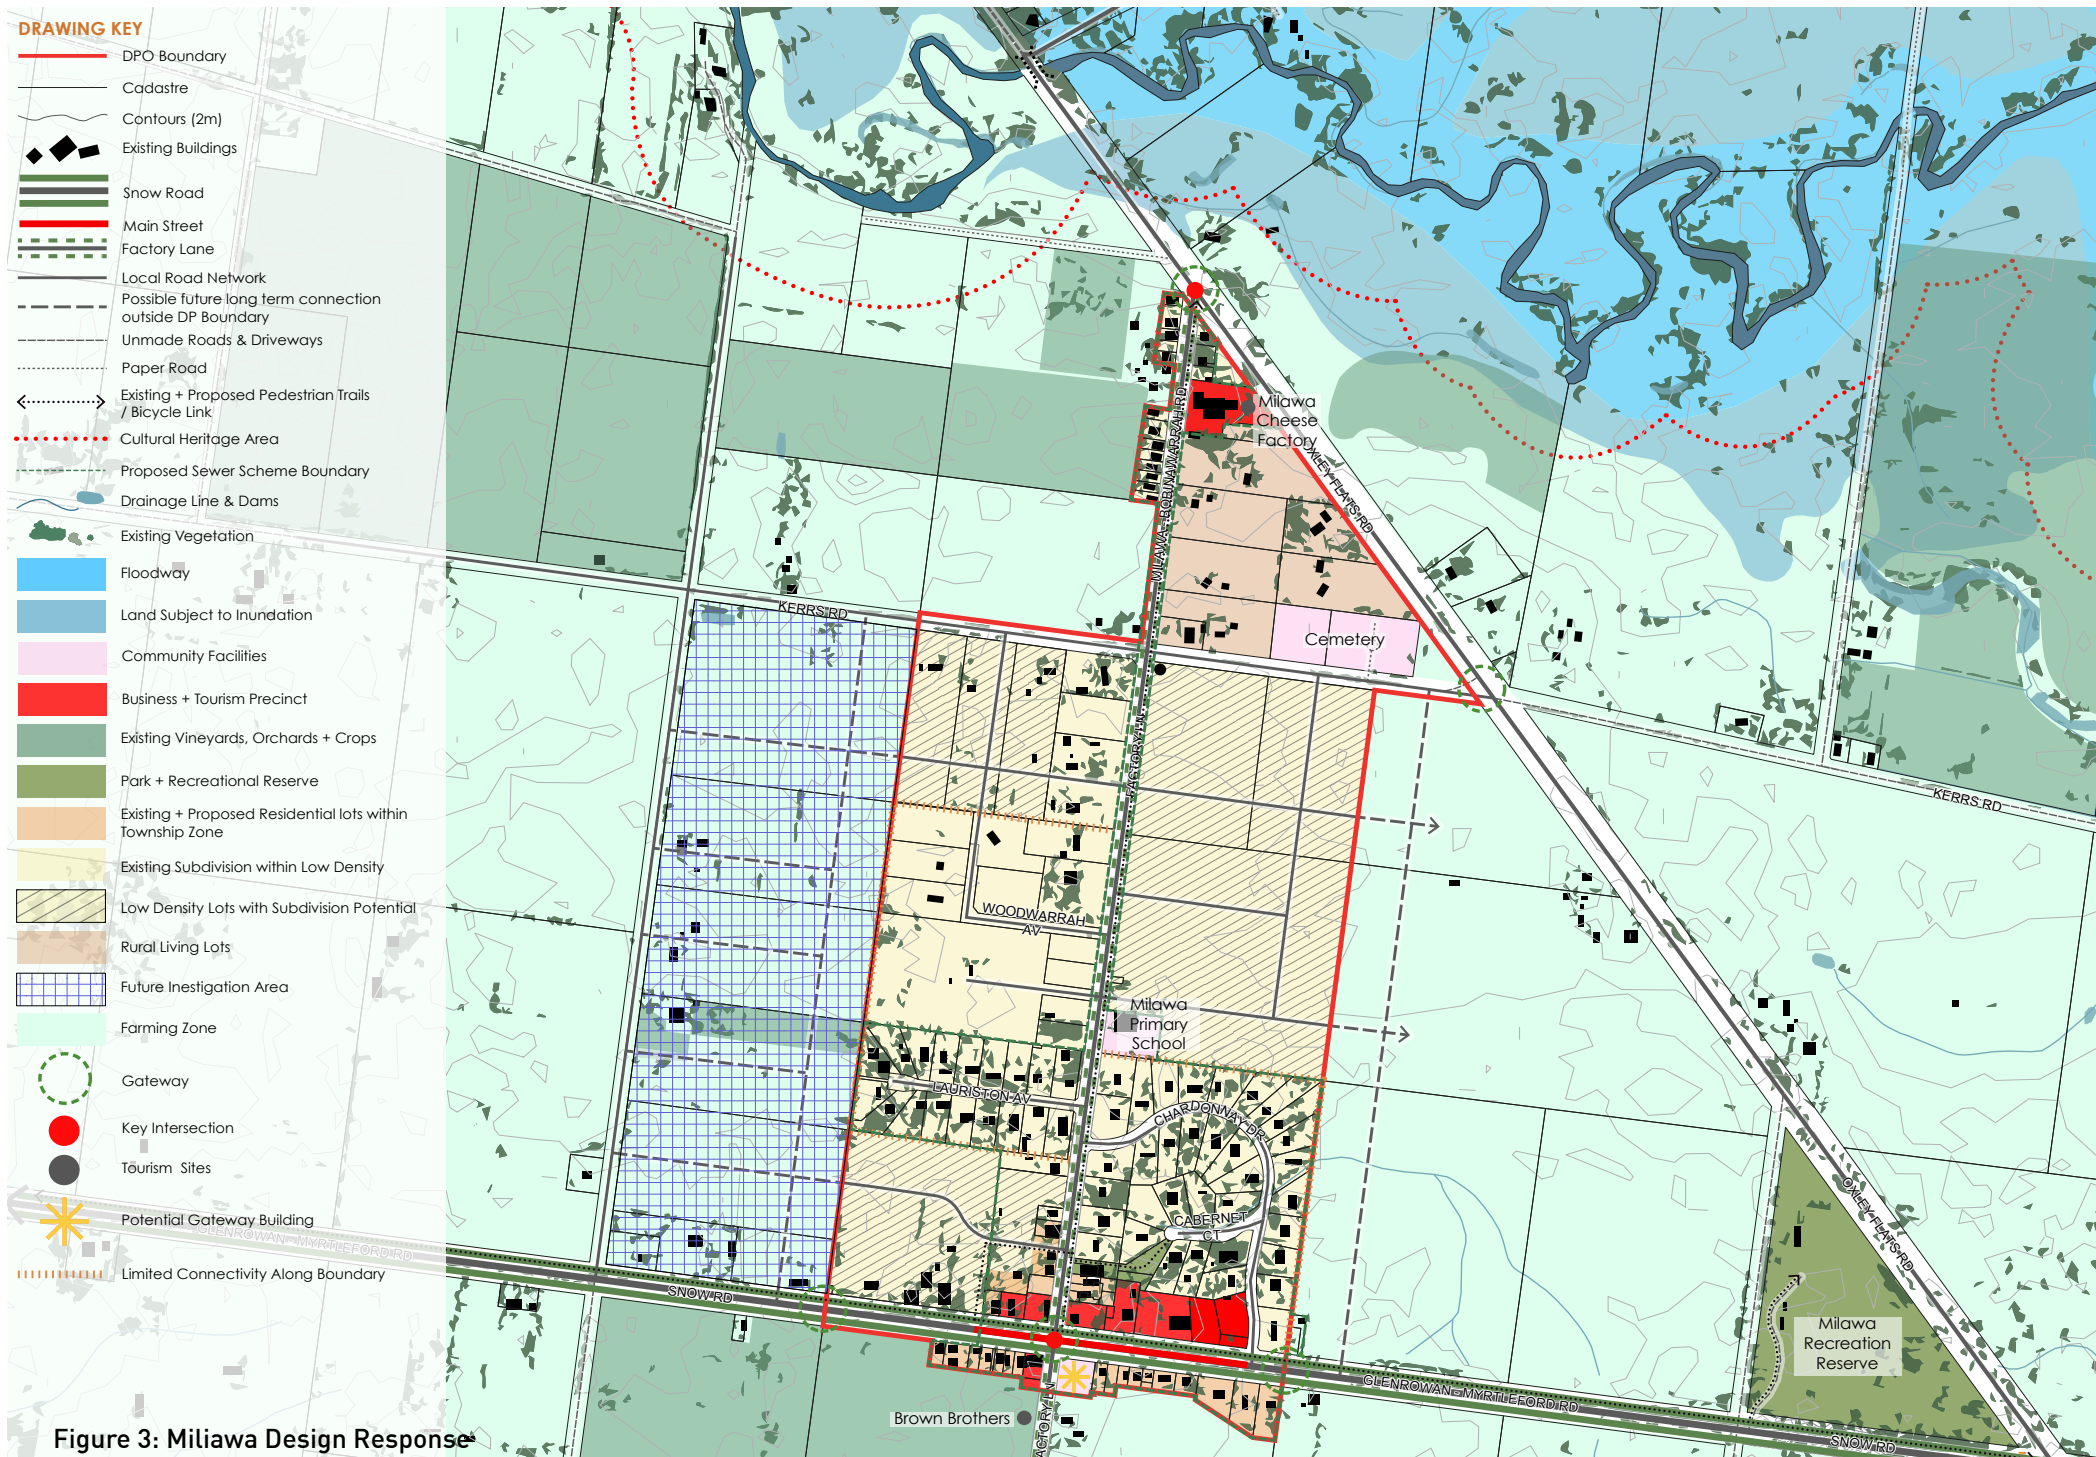 DRAWING KEY
DPO Boundary
Cadastre
Contours (2m)
Existing Buildings
Snow Road
Main Street
Factory Lane
Local Road Network
Possible future long term connection
outside DP Boundary
Unmade Roads & Driveways
Paper Road
Existing + Proposed Pedestrian Trails
/ Bicycle Link
Cultural Heritage Area
Proposed Sewer Scheme Boundary
Drainage Line & Dams
Existing Vegetation
Floodway
Land Subject to Inundation
Community Facilities
Business + Tourism Precinct
Existing Vineyards, Orchards + Crops
Park + Recreational Reserve
Existing + Proposed Residential lots within
Township Zone
Existing Subdivision within Low Density
Low Density Lots with Subdivision Potential
Rural Living Lots
Future Inestigation Area
Farming Zone
Gateway
Key Intersection
Tourism Sites
Potential Gateway Building
GLENROWAN - MYRTLEFORD RD
Limited Connectivity Along Boundary
Figure 3: Miliawa Design Response
Milawa
Cheese
Factory
MILAWA - BOBINAWARRAH RD
OXLEY FLATS RD
KERRS RD
Cemetery
FACTORY LN
KERRS RD
WOODWARRAH
AV
Milawa
Primary
School
LAURISTON AV
CHARDONNAY DR
CABERNET
CT
OXLEY FLATS RD
SNOW RD
Milawa
Recreation
Reserve
GLENROWAN - MYRTLEFORD RD
Brown Brothers
FACTORY LN
SNOW RD